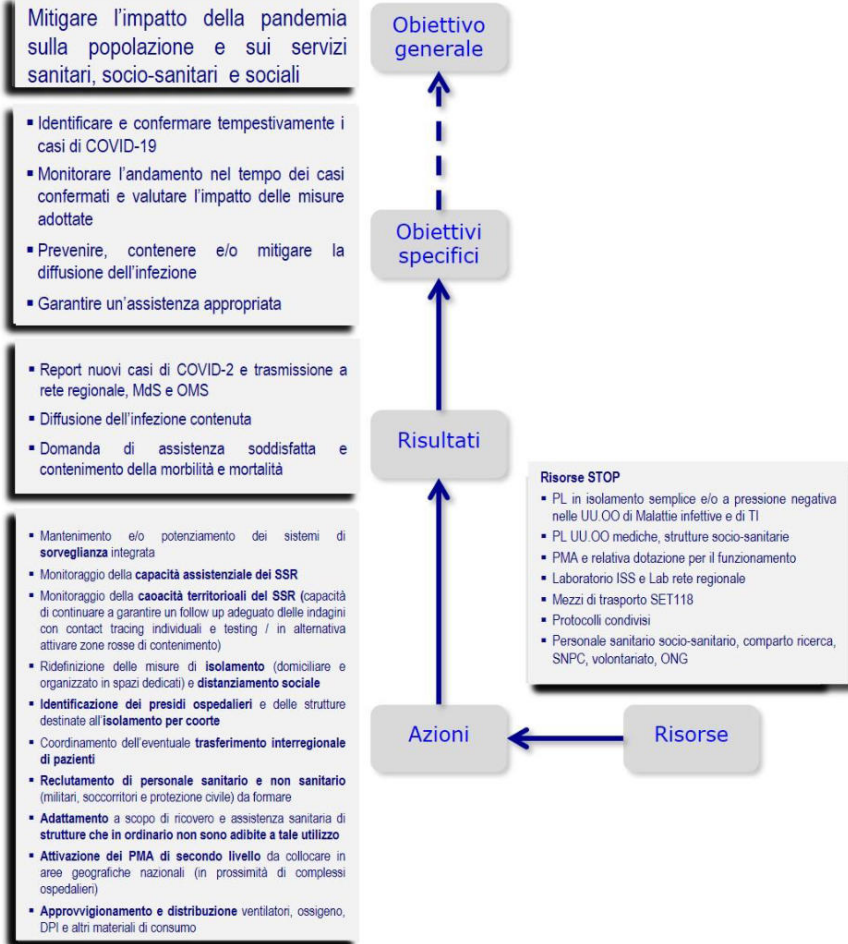 Mitigare l'impatto della pandemia
sulla popolazione e sui servizi
sanitari, socio-sanitari e sociali
Obiettivo
generale
▪ Identificare e confermare tempestivamente i
casi di COVID-19
▪ Monitorare l'andamento nel tempo dei casi
confermati e valutare l'impatto delle misure
adottate
▪ Prevenire, contenere e/o mitigare la
diffusione dell'infezione
▪ Garantire un'assistenza appropriata
Obiettivi
specifici
▪ Report nuovi casi di COVID-2 e trasmissione a
rete regionale, MdS e OMS
▪ Diffusione dell'infezione contenuta
▪ Domanda di assistenza soddisfatta e
contenimento della morbilità e mortalità
Risultati
▪ Mantenimento e/o potenziamento dei sistemi di
sorveglianza integrata
▪ Monitoraggio della capacità assistenziale dei SSR
▪ Monitoraggio della caoacità territorioali del SSR (capacità
di continuare a garantire un follow up adeguato dlelle indagini
con contact tracing individuali e testing / in alternativa
attivare zone rosse di contenimento)
▪ Ridefinizione delle misure di isolamento (domiciliare e
organizzato in spazi dedicati) e distanziamento sociale
▪ Identificazione dei presidi ospedalieri e delle strutture
destinate all'isolamento per coorte
▪ Coordinamento dell'eventuale trasferimento interregionale
di pazienti
▪ Reclutamento di personale sanitario e non sanitario
(militari, soccorritori e protezione civile) da formare
▪ Adattamento a scopo di ricovero e assistenza sanitaria di
strutture che in ordinario non sono adibite a tale utilizzo
▪ Attivazione dei PMA di secondo livello da collocare in
aree geografiche nazionali (in prossimità di complessi
ospedalieri)
▪ Approvvigionamento e distribuzione ventilatori, ossigeno,
DPI e altri materiali di consumo
Azioni
Risorse STOP
▪ PL in isolamento semplice e/o a pressione negativa
nelle UU.OO di Malattie infettive e di TI
▪ PL UU.OO mediche, strutture socio-sanitarie
▪ PMA e relativa dotazione per il funzionamento
▪ Laboratorio ISS e Lab rete regionale
▪ Mezzi di trasporto SET118
▪ Protocolli condivisi
▪ Personale sanitario socio-sanitario, comparto ricerca,
SNPC, volontariato, ONG
Risorse